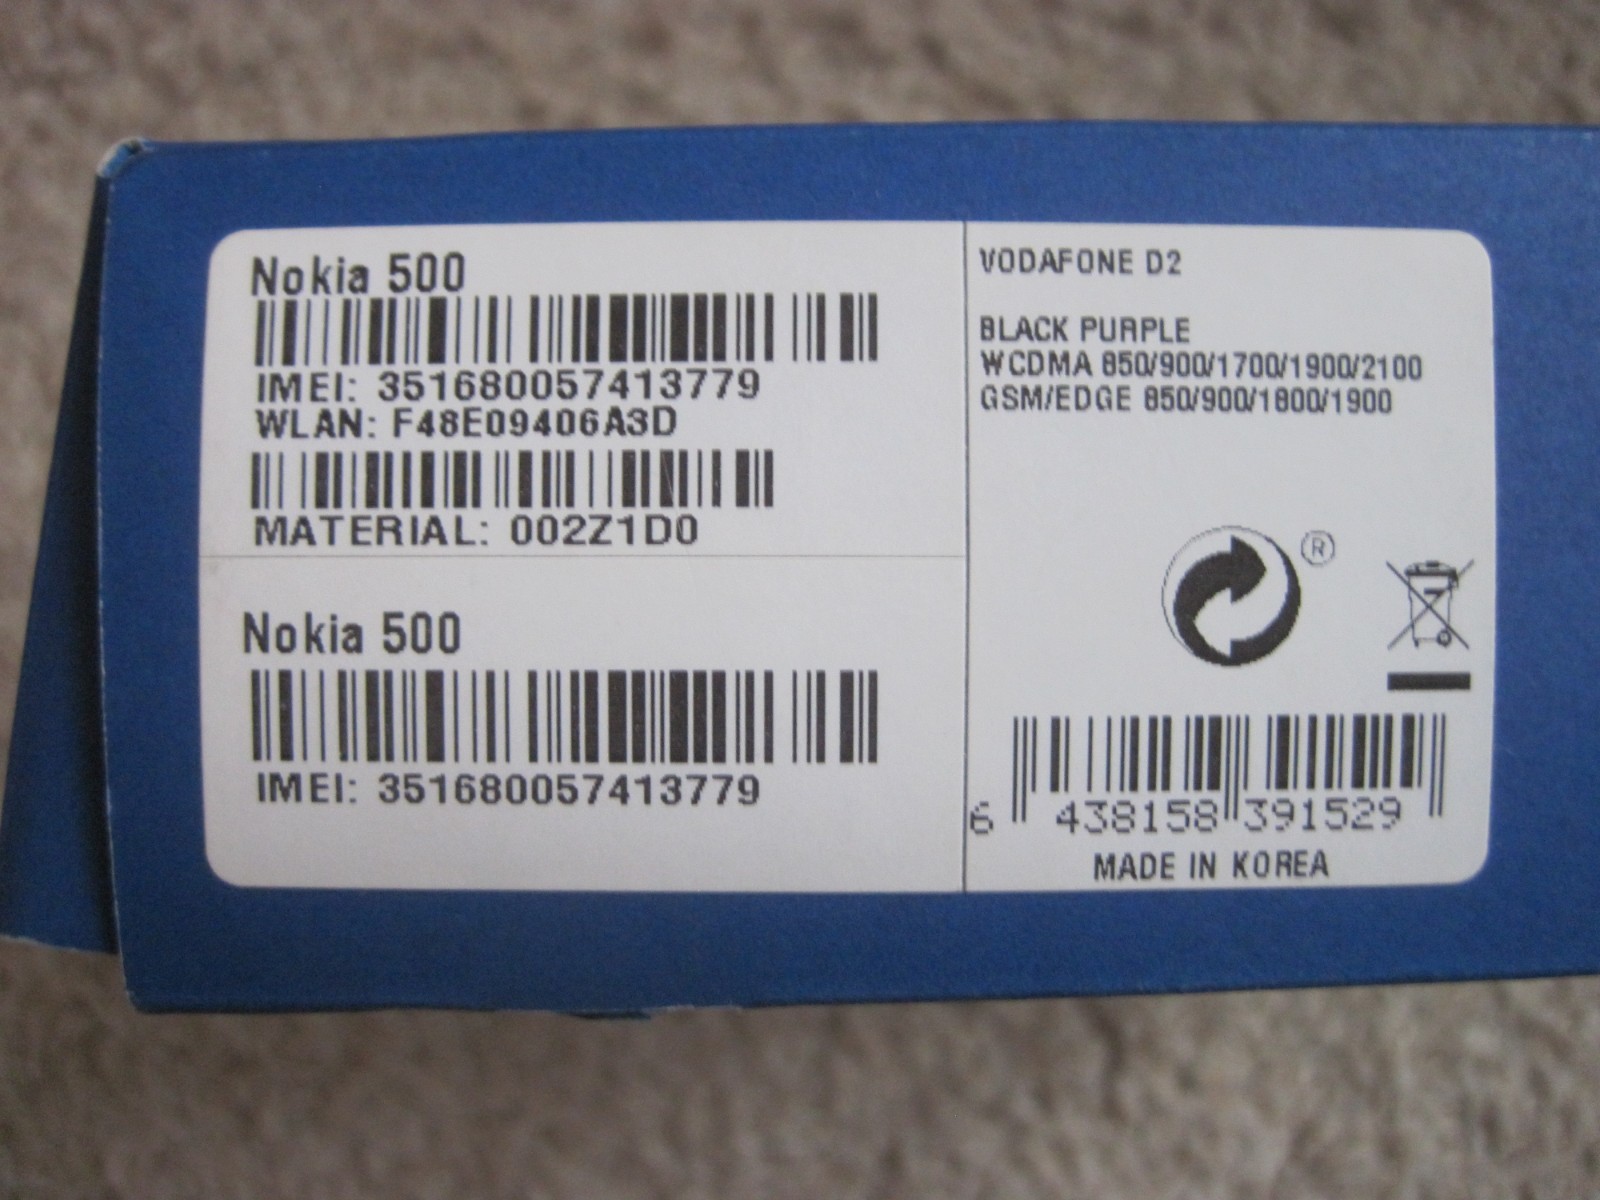 Nokia 500
IMEI: 351680057413779
WLAN: F48E09406A3D
MATERIAL: 002Z1D0
Nokia 500
IMEI: 351680057413779
VODAFONE D2
BLACK PURPLE
WCDMA 850/900/1700/1900/2100
GSM/EDGE 850/900/1800/1900
®
6 438158 391529
MADE IN KOREA